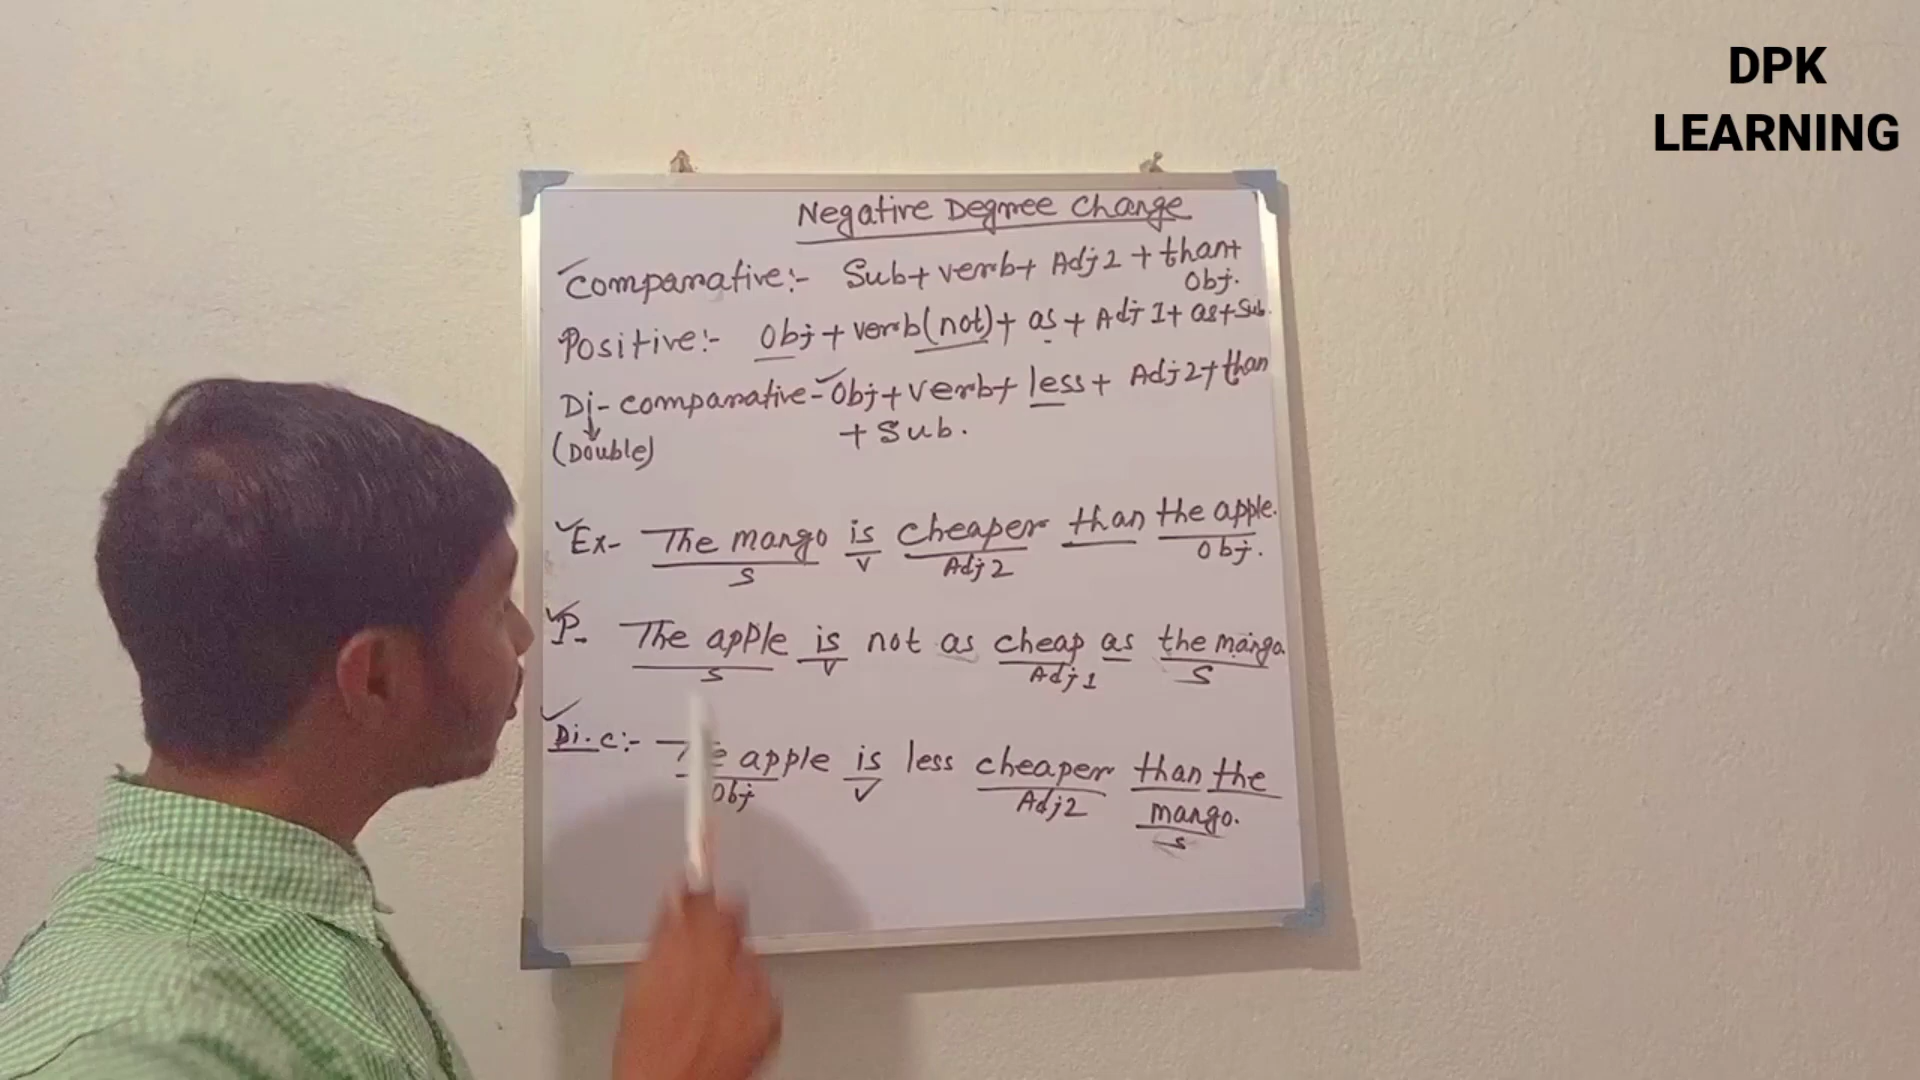 DPK
LEARNING
Negative Degree Change
Comparative:- Sub + verb + Adj 2 + than +
Obj.
Positive:- Obj + verb (not) + as + Adj 1 + as + Sub.
Di- comparative - Obj + verb + less + Adj 2 + than
(Double) + Sub.
Ex- The mango is cheaper than the apple.
S V Adj 2 Obj.
P- The apple is not as cheap as the mango.
S V Adj 1 S
Di. C:- The apple is less cheaper than the
Obj V Adj 2 mango.
S